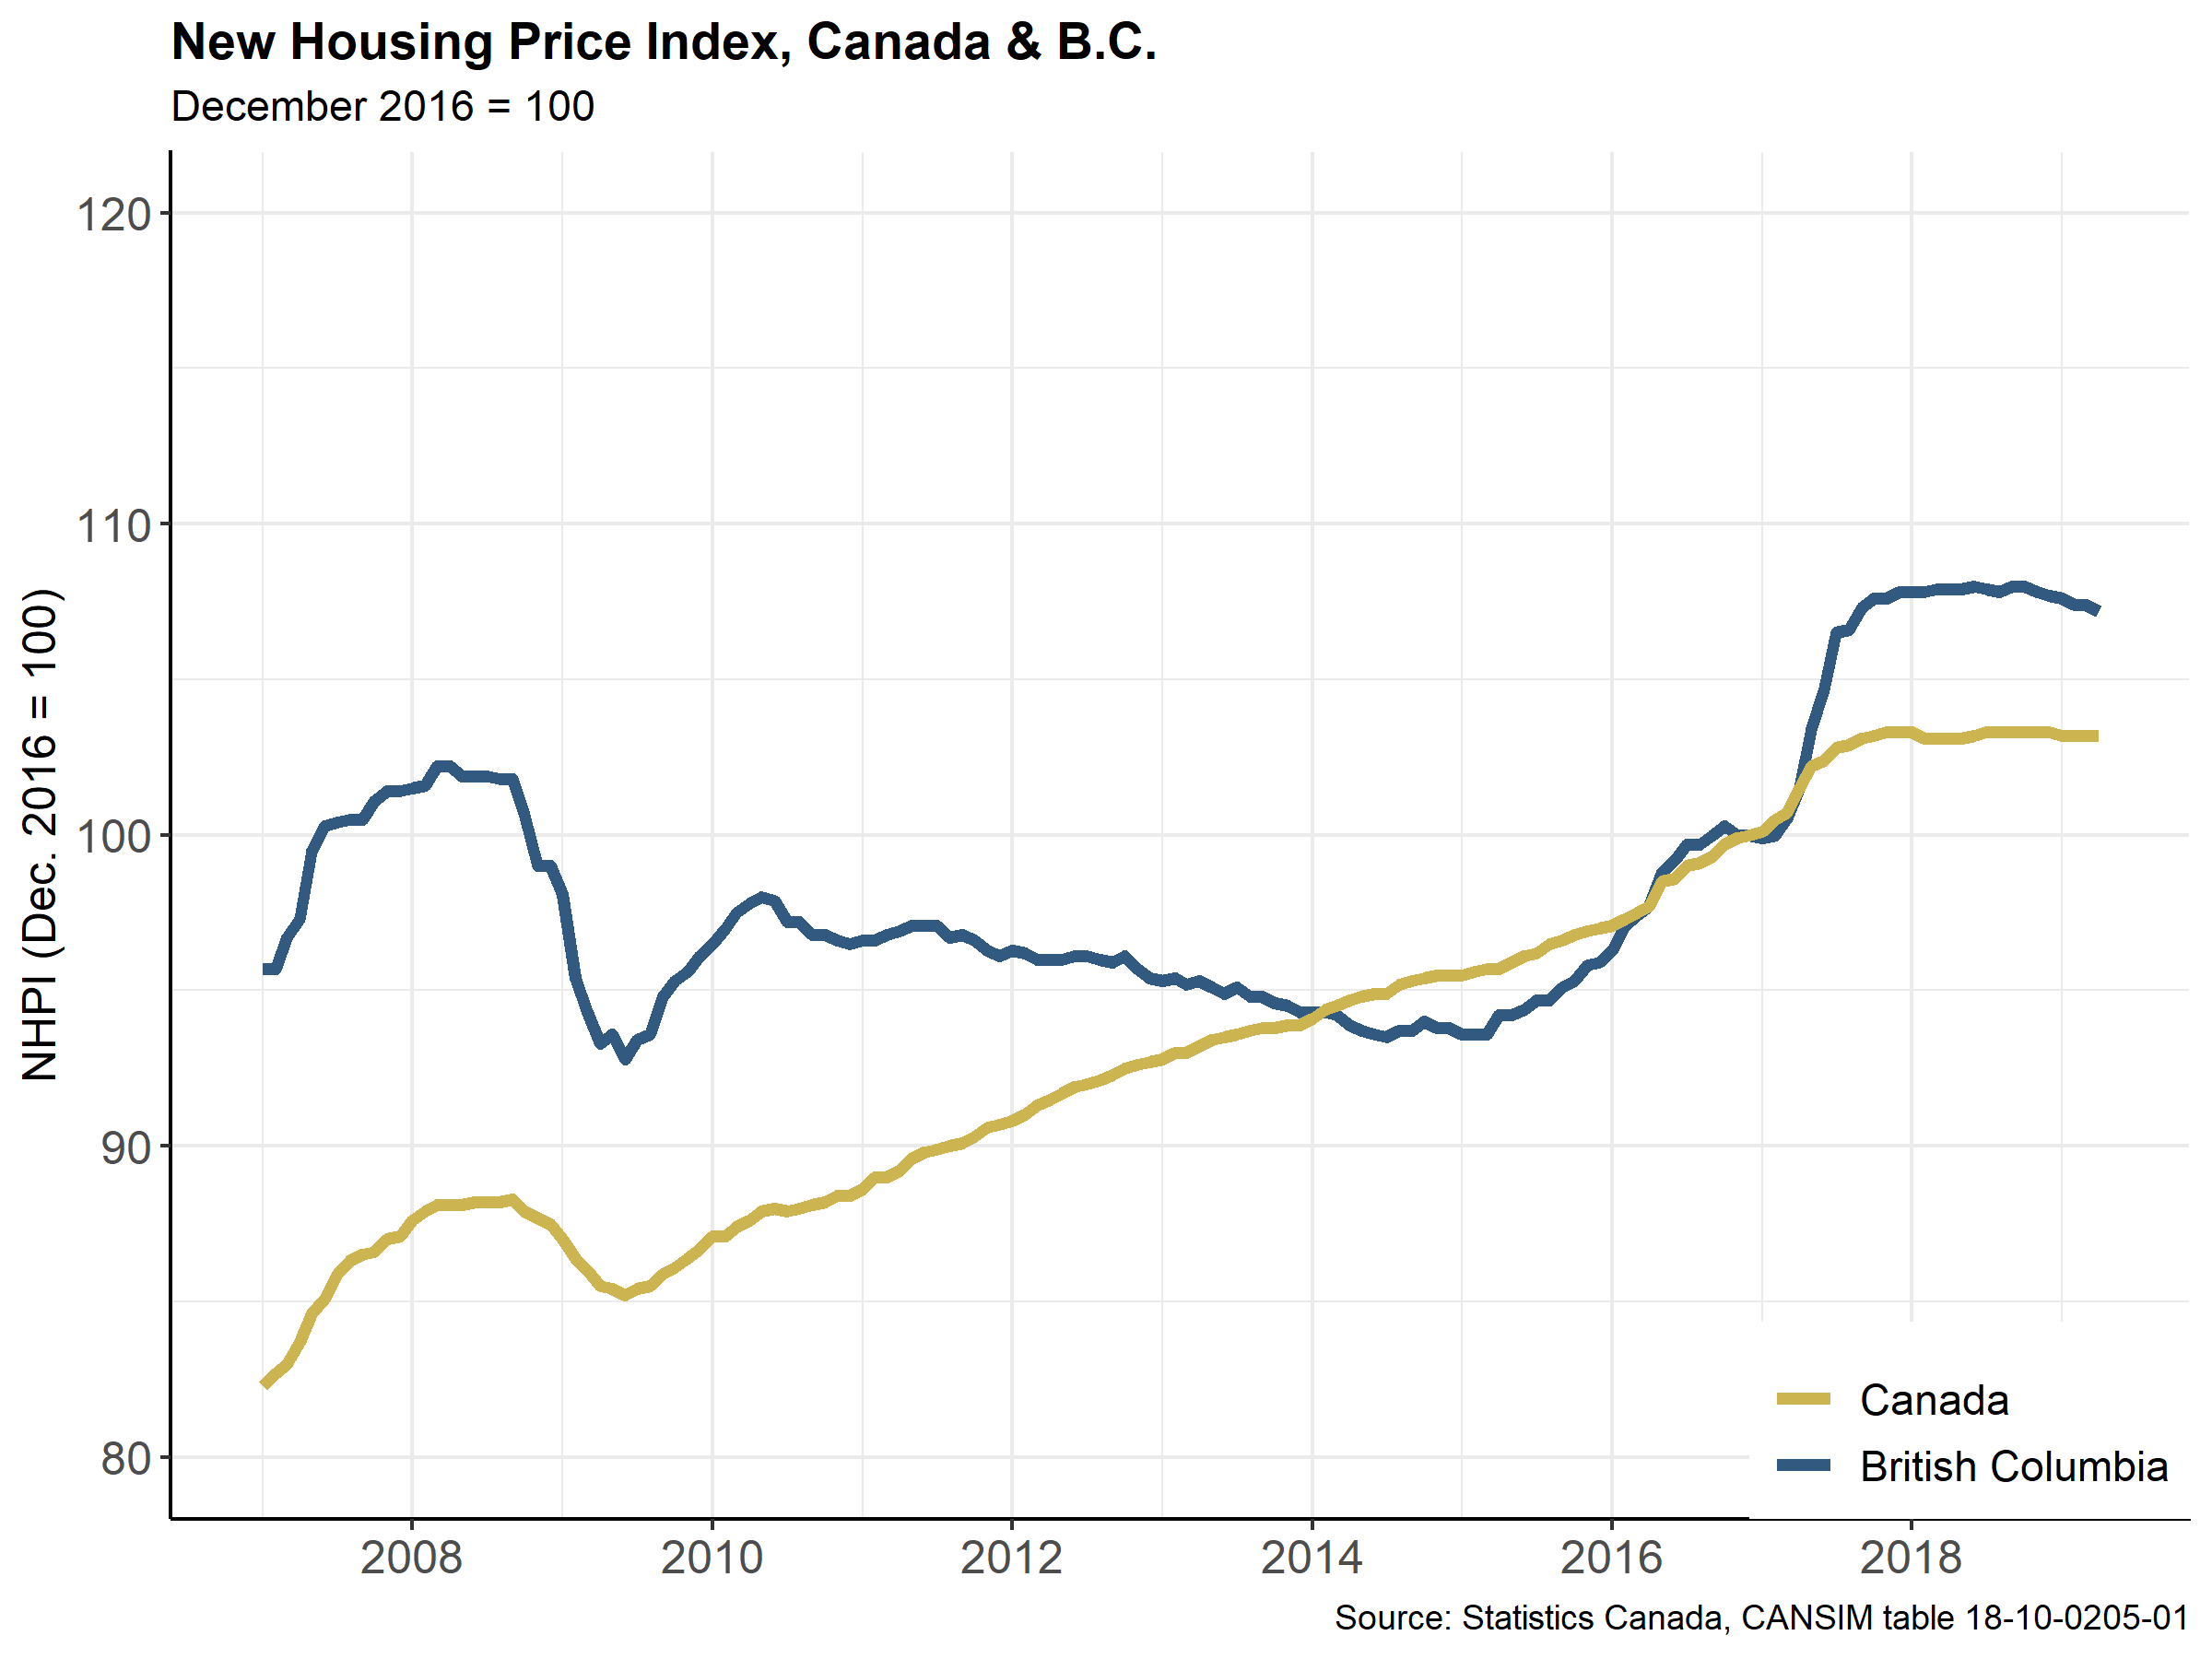 New Housing Price Index, Canada & B.C.
December 2016 = 100
NHPI (Dec. 2016 = 100)
120
110
100
90
80
Canada
British Columbia
2008 2010 2012 2014 2016 2018
Source: Statistics Canada, CANSIM table 18-10-0205-01